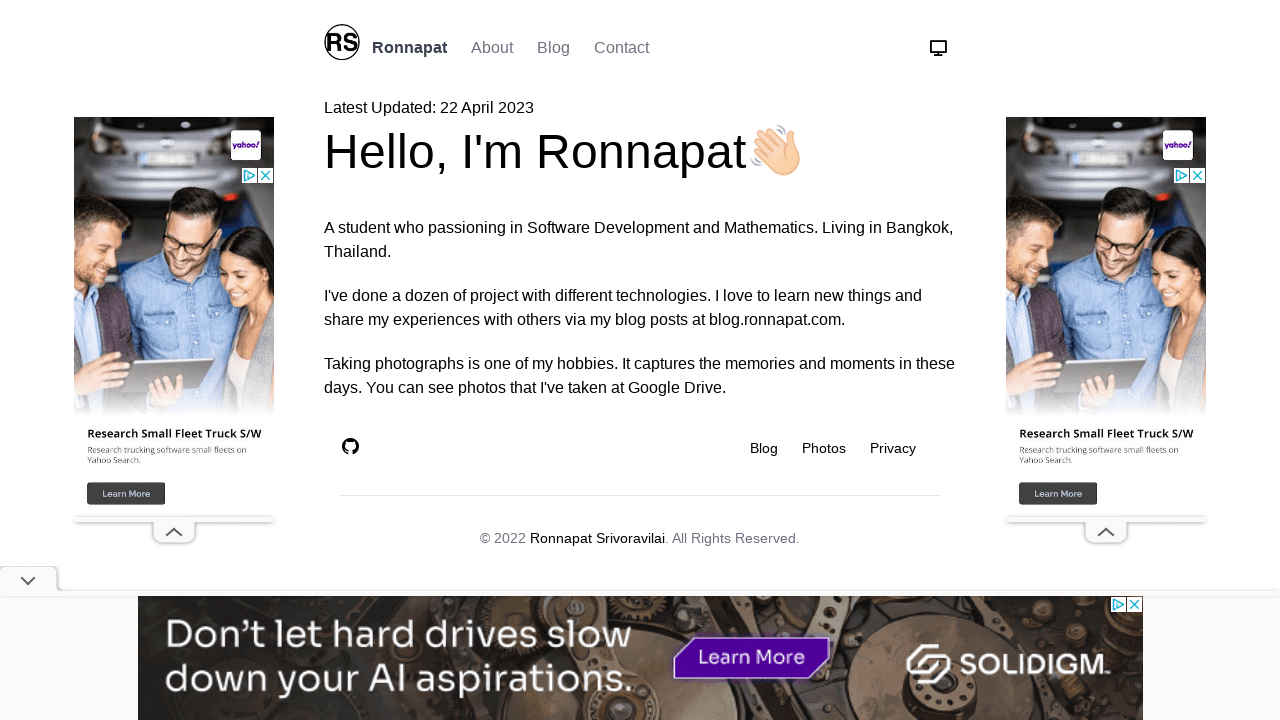 RS Ronnapat About Blog Contact
Latest Updated: 22 April 2023
Hello, I'm Ronnapat
A student who passioning in Software Development and Mathematics. Living in Bangkok,
Thailand.
I've done a dozen of project with different technologies. I love to learn new things and
share my experiences with others via my blog posts at blog.ronnapat.com.
Taking photographs is one of my hobbies. It captures the memories and moments in these
days. You can see photos that I've taken at Google Drive.
Blog Photos Privacy
© 2022 Ronnapat Srivoravilai. All Rights Reserved.
yahoo!
Research Small Fleet Truck S/W
Research trucking software small fleets on
Yahoo Search.
Learn More
yahoo!
Research Small Fleet Truck S/W
Research trucking software small fleets on
Yahoo Search.
Learn More
Don't let hard drives slow
down your AI aspirations.
Learn More
SOLIDIGM